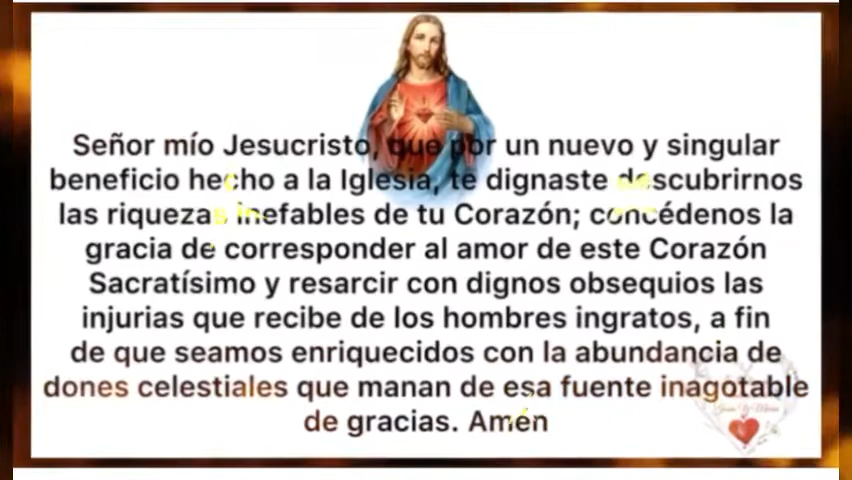 Señor mío Jesucristo, que por un nuevo y singular
beneficio hecho a la Iglesia, te dignaste descubrirnos
las riquezas inefables de tu Corazón; concédenos la
gracia de corresponder al amor de este Corazón
Sacratísimo y resarcir con dignos obsequios las
injurias que recibe de los hombres ingratos, a fin
de que seamos enriquecidos con la abundancia de
dones celestiales que manan de esa fuente inagotable
de gracias. Amén